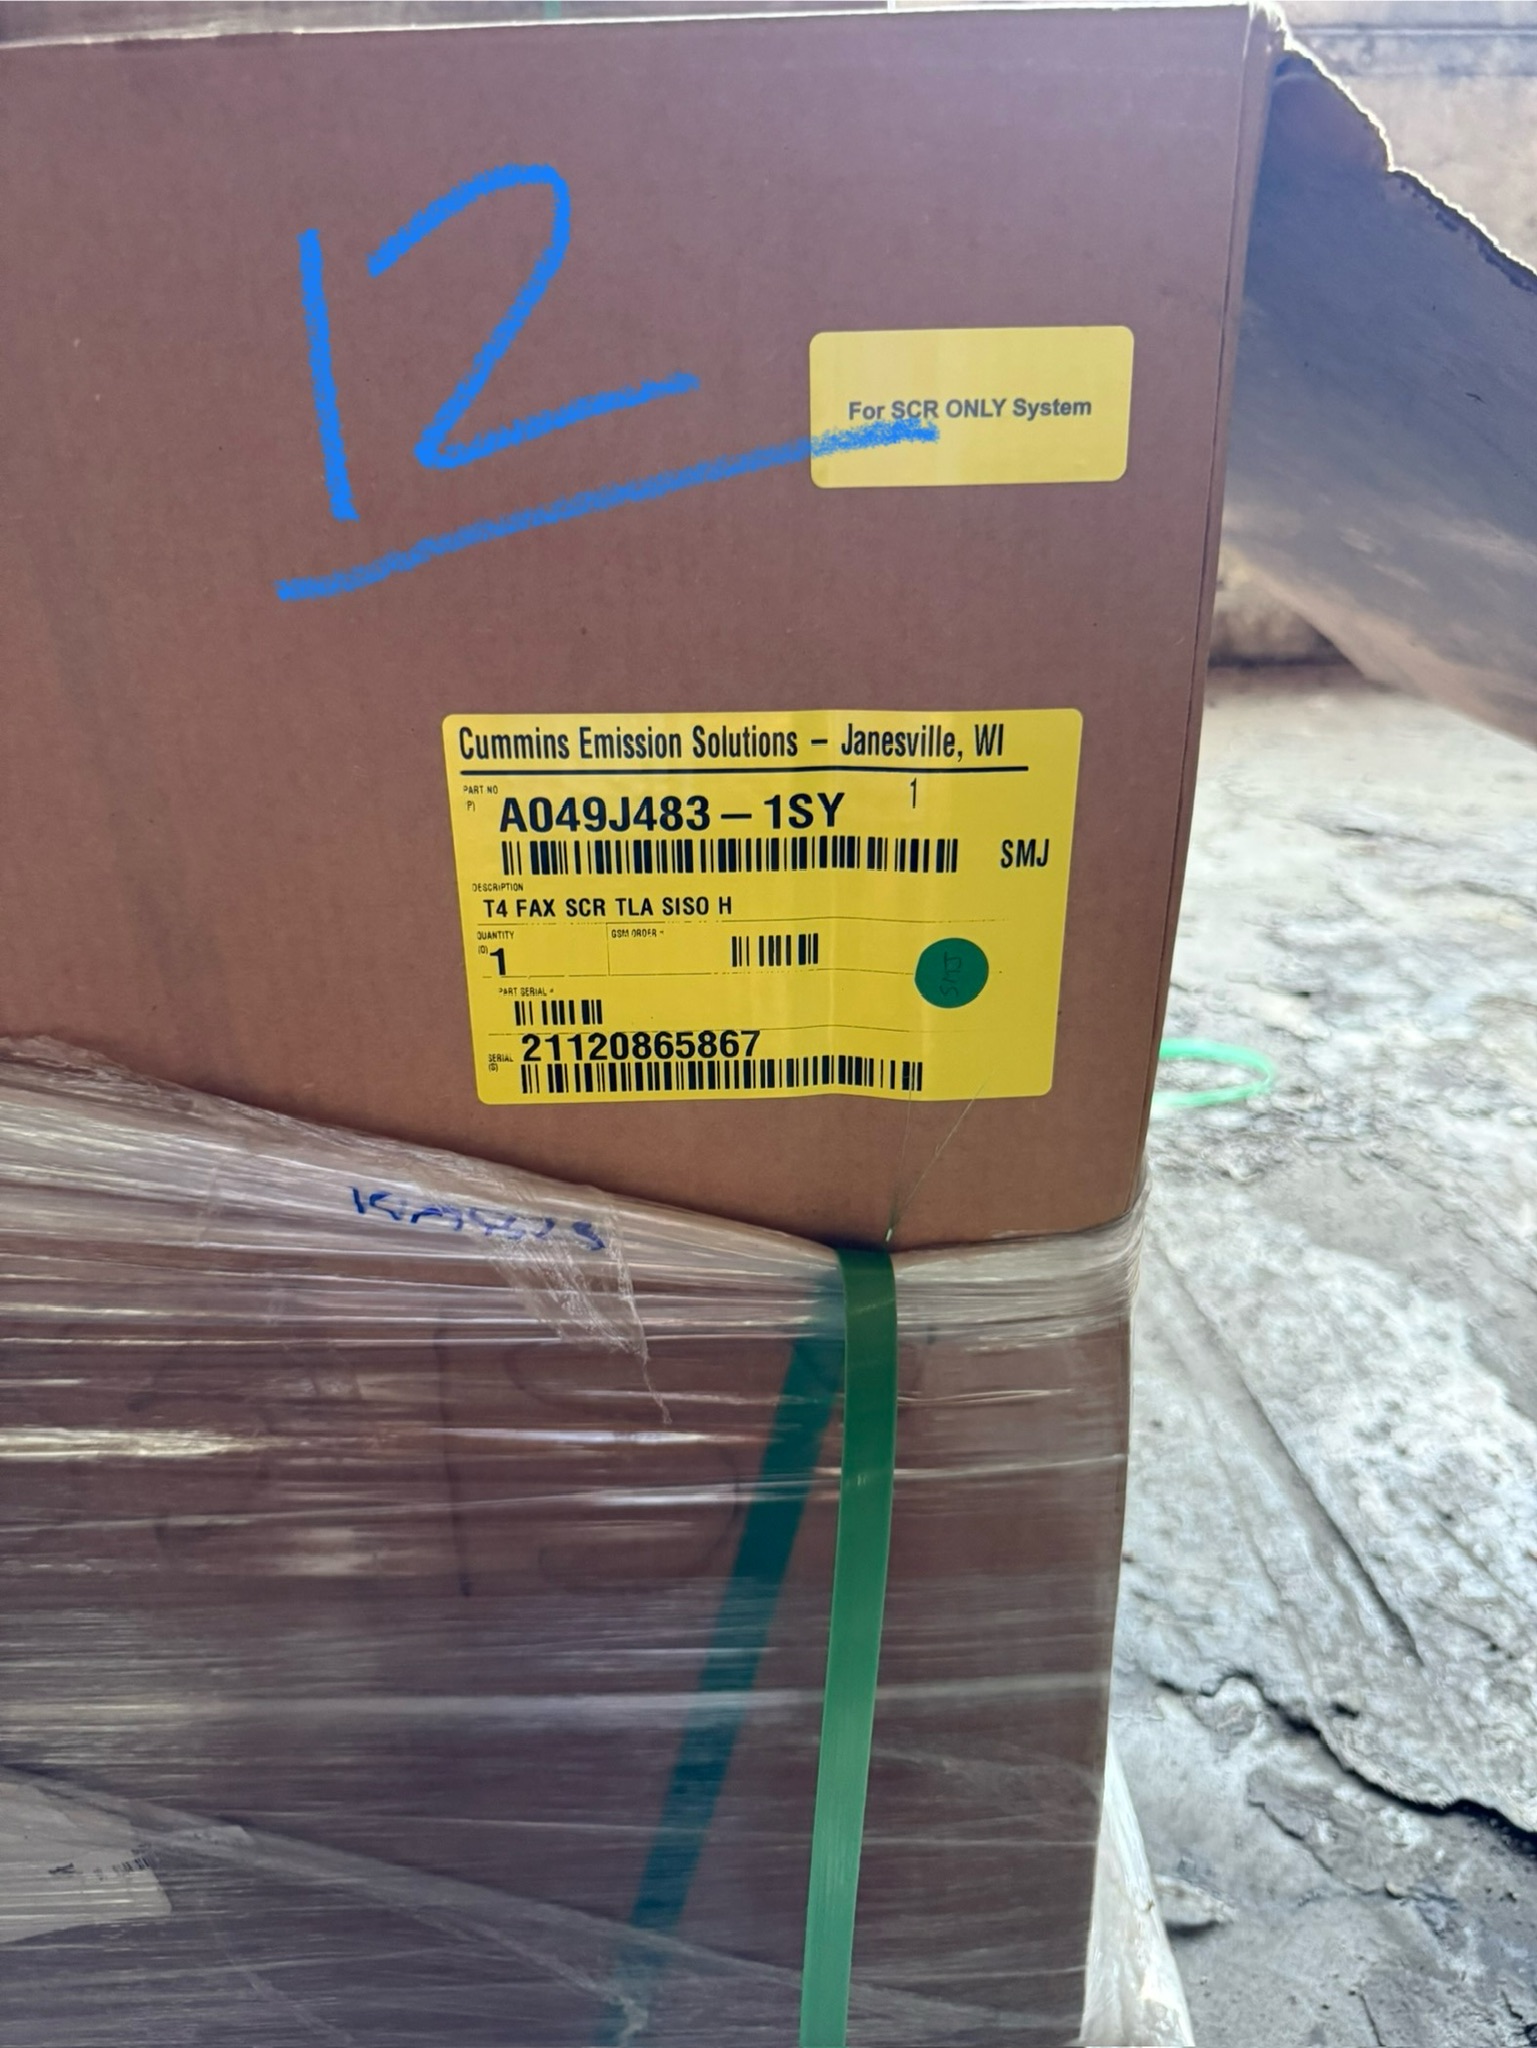 12
For SCR ONLY System
Cummins Emission Solutions – Janesville, WI
PART NO
(P)
A049J483–1SY
1
SMJ
DESCRIPTION
T4 FAX SCR TLA SISO H
QUANTITY
(Q)
1
GSM ORDER #
SMJ
PART SERIAL #
SERIAL
(S)
21120865867